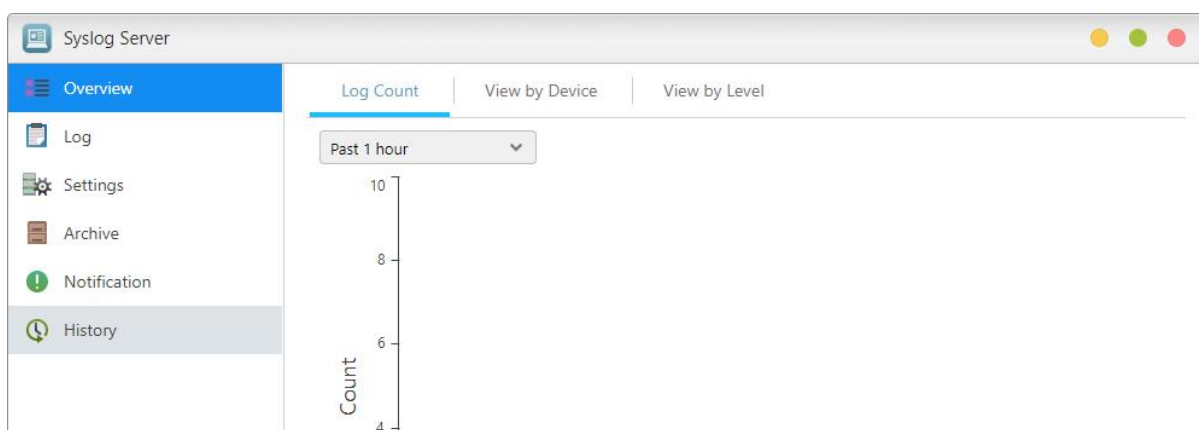 Syslog Server
Overview
Log
Settings
Archive
Notification
History
Log Count
View by Device
View by Level
Past 1 hour
10
8
6
4
Count